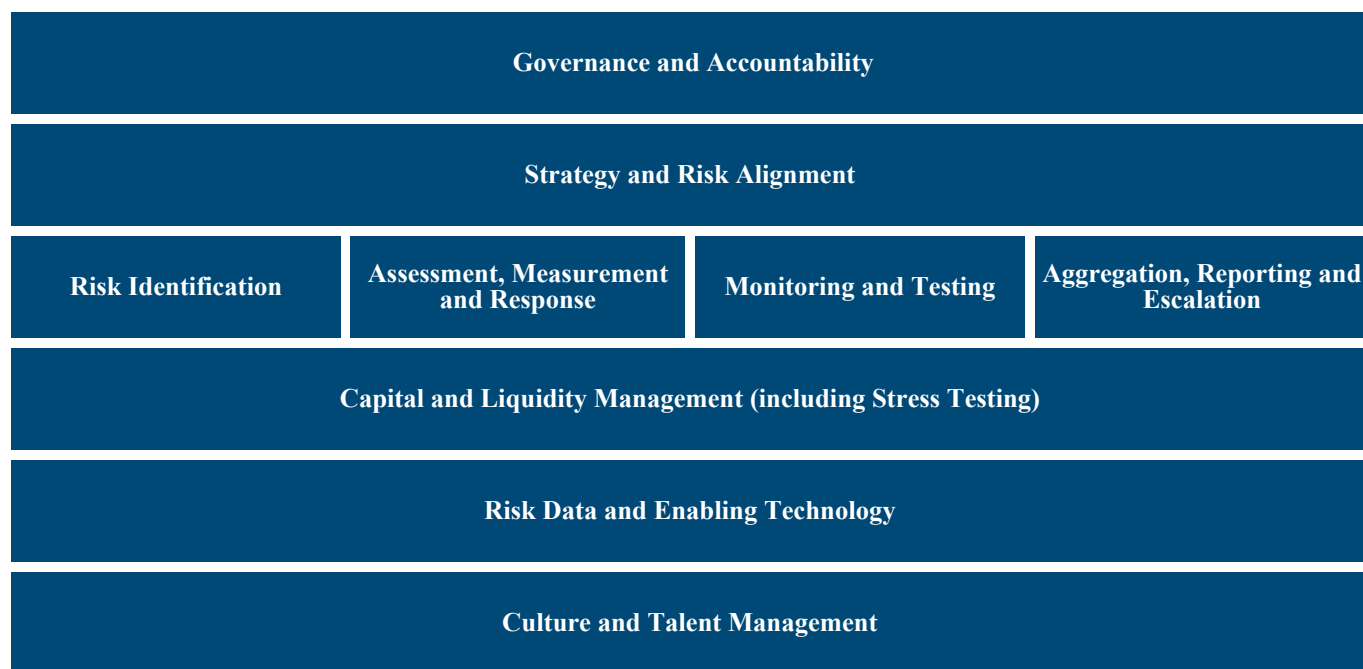 Governance and Accountability
Strategy and Risk Alignment
Risk Identification
Assessment, Measurement
and Response
Monitoring and Testing
Aggregation, Reporting and
Escalation
Capital and Liquidity Management (including Stress Testing)
Risk Data and Enabling Technology
Culture and Talent Management